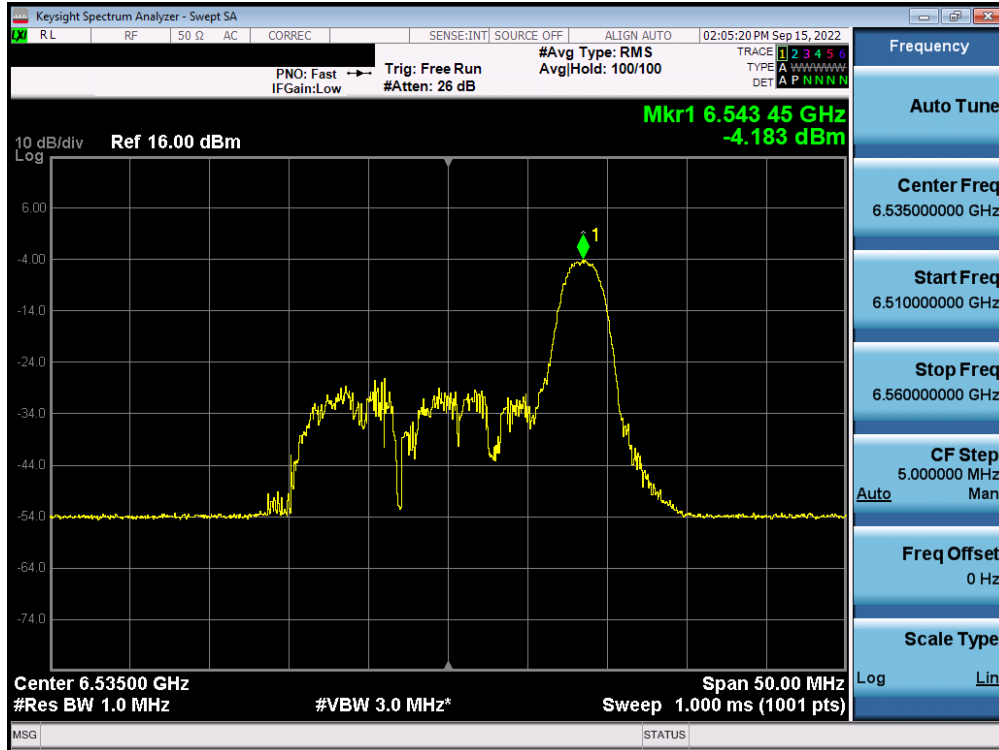 Keysight Spectrum Analyzer - Swept SA
LXI RL RF 50 Ω AC CORREC SENSE:INT SOURCE OFF ALIGN AUTO 02:05:20 PM Sep 15, 2022
PNO: Fast Trig: Free Run #Avg Type: RMS TRACE 1 2 3 4 5 6
IFGain:Low #Atten: 26 dB Avg|Hold: 100/100 TYPE A WWWWW
DET A P N N N N
Mkr1 6.543 45 GHz
-4.183 dBm
10 dB/div Ref 16.00 dBm
Log
1
6.00
-4.00
-14.0
-24.0
-34.0
-44.0
-54.0
-64.0
-74.0
Center 6.53500 GHz Span 50.00 MHz
#Res BW 1.0 MHz #VBW 3.0 MHz* Sweep 1.000 ms (1001 pts)
MSG STATUS
Frequency
Auto Tune
Center Freq
6.535000000 GHz
Start Freq
6.510000000 GHz
Stop Freq
6.560000000 GHz
CF Step
5.000000 MHz
Auto Man
Freq Offset
0 Hz
Scale Type
Log Lin